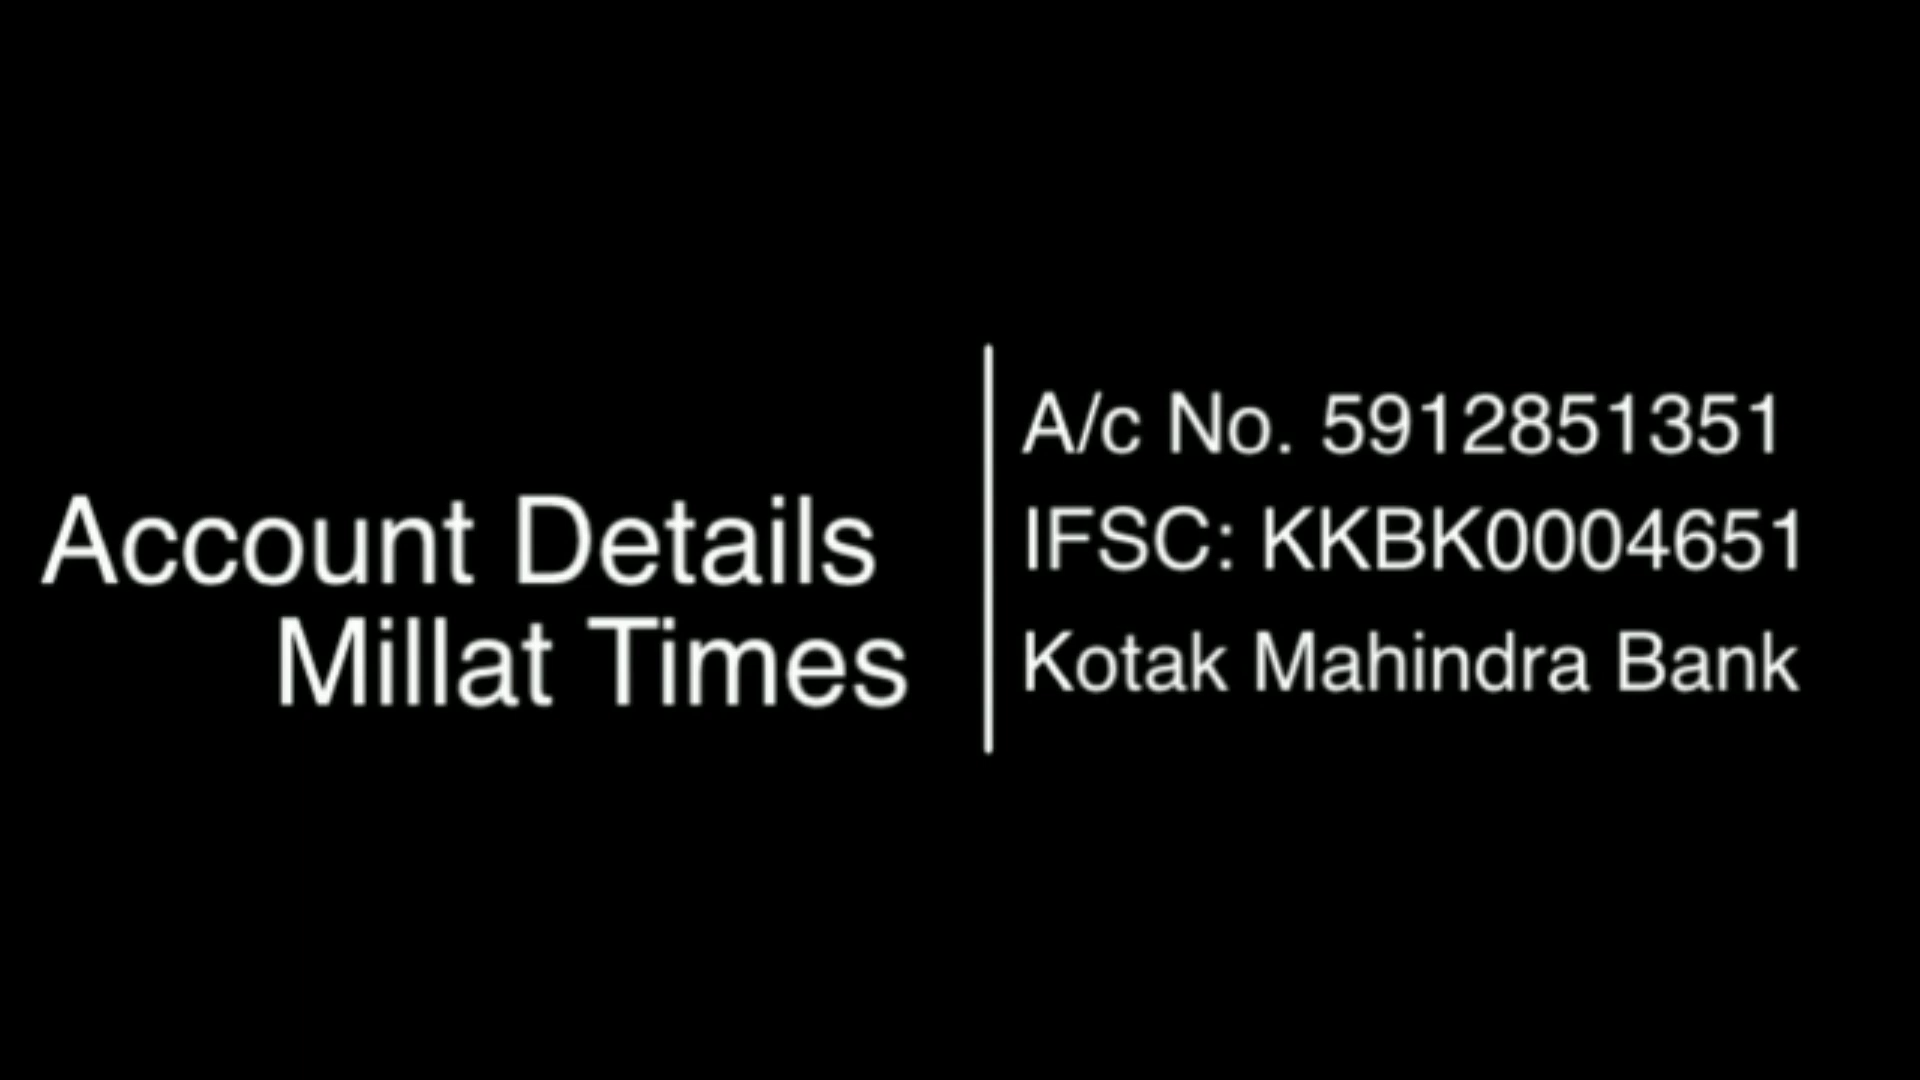 Account Details
Millat Times
A/c No. 5912851351
IFSC: KKBK0004651
Kotak Mahindra Bank